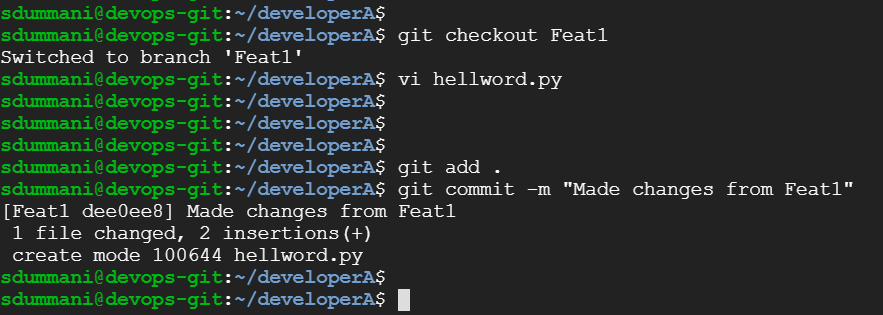 sdummani@devops-git:~/developerA$
sdummani@devops-git:~/developerA$ git checkout Feat1
Switched to branch 'Feat1'
sdummani@devops-git:~/developerA$ vi hellword.py
sdummani@devops-git:~/developerA$
sdummani@devops-git:~/developerA$
sdummani@devops-git:~/developerA$
sdummani@devops-git:~/developerA$ git add .
sdummani@devops-git:~/developerA$ git commit -m "Made changes from Feat1"
[Feat1 dee0ee8] Made changes from Feat1
 1 file changed, 2 insertions(+)
 create mode 100644 hellword.py
sdummani@devops-git:~/developerA$
sdummani@devops-git:~/developerA$